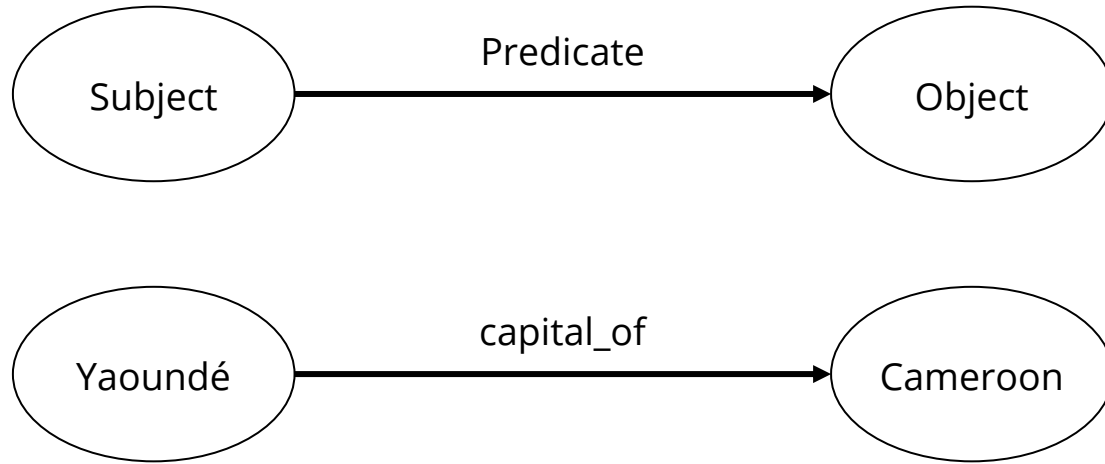 Predicate
Subject
Object
capital_of
Yaoundé
Cameroon